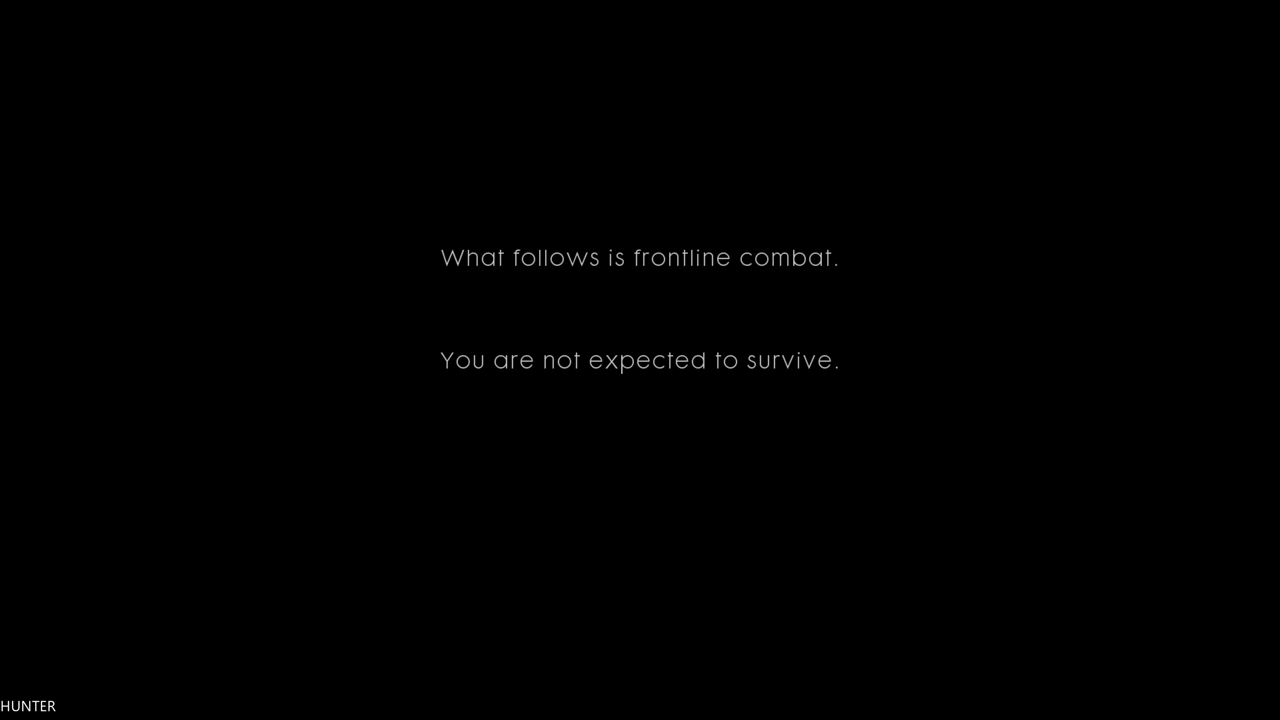 What follows is frontline combat.
You are not expected to survive.
HUNTER